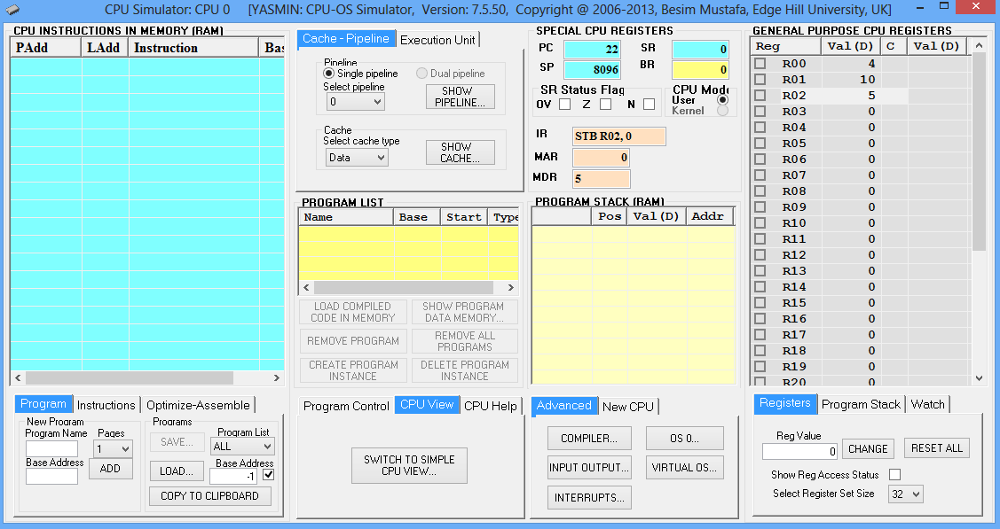 CPU Simulator: CPU 0 [YASMIN: CPU-OS Simulator, Version: 7.5.50, Copyright @ 2006-2013, Besim Mustafa, Edge Hill University, UK]
CPU INSTRUCTIONS IN MEMORY (RAM)
PAdd LAdd Instruction Bas
Cache - Pipeline Execution Unit
Pipeline
Single pipeline Dual pipeline
Select pipeline
0
SHOW
PIPELINE...
Cache
Select cache type
Data
SHOW
CACHE...
SPECIAL CPU REGISTERS
PC 22 SR 0
SP 8096 BR 0
SR Status Flag
OV Z N
CPU Mode
User
Kernel
IR STB R02, 0
MAR 0
MDR 5
GENERAL PURPOSE CPU REGISTERS
Reg Val(D) C Val(D)
R00 4
R01 10
R02 5
R03 0
R04 0
R05 0
R06 0
R07 0
R08 0
R09 0
R10 0
R11 0
R12 0
R13 0
R14 0
R15 0
R16 0
R17 0
R18 0
R19 0
R20 0
PROGRAM LIST
Name Base Start Type
LOAD COMPILED
CODE IN MEMORY
SHOW PROGRAM
DATA MEMORY...
REMOVE PROGRAM
REMOVE ALL
PROGRAMS
CREATE PROGRAM
INSTANCE
DELETE PROGRAM
INSTANCE
PROGRAM STACK (RAM)
Pos Val(D) Addr
Program Instructions Optimize-Assemble
New Program
Program Name Pages
1
Base Address
ADD
Programs
SAVE...
Program List
ALL
LOAD...
Base Address
-1
COPY TO CLIPBOARD
Program Control CPU View CPU Help
SWITCH TO SIMPLE
CPU VIEW...
Advanced New CPU
COMPILER... OS 0...
INPUT OUTPUT... VIRTUAL OS...
INTERRUPTS...
Registers Program Stack Watch
Reg Value
0 CHANGE RESET ALL
Show Reg Access Status
Select Register Set Size 32